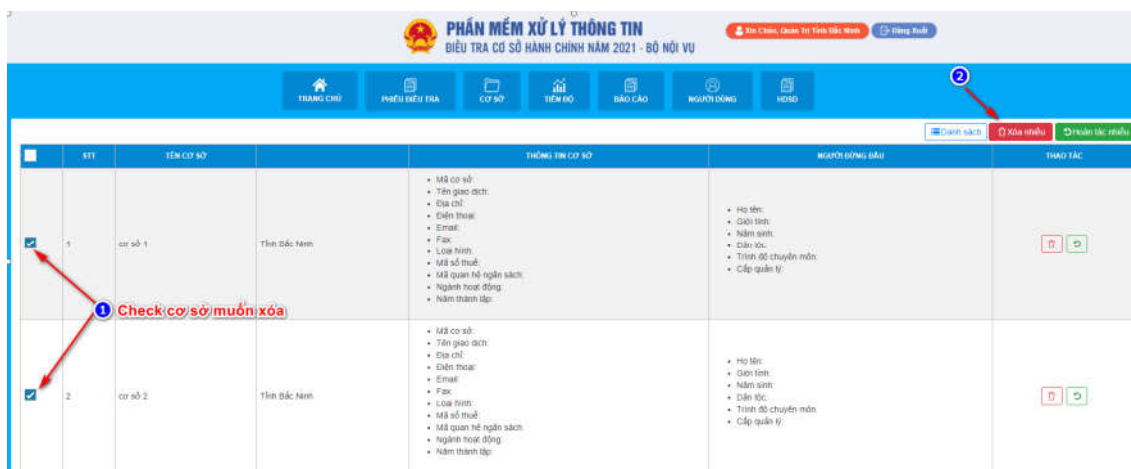 PHẦN MỀM XỬ LÝ THÔNG TIN
ĐIỀU TRA CƠ SỞ HÀNH CHÍNH NĂM 2021 - BỘ NỘI VỤ
Xin Chào, Quản Trị Tỉnh Bắc Ninh
Đăng Xuất
TRANG CHỦ
PHIẾU ĐIỀU TRA
CƠ SỞ
TIẾN ĐỘ
BÁO CÁO
NGƯỜI DÙNG
HDSD
2
Danh sách
Xóa nhiều
Hoàn tác nhiều
STT
TÊN CƠ SỞ
THÔNG TIN CƠ SỞ
NGƯỜI ĐỨNG ĐẦU
THAO TÁC
1
cơ sở 1
Tỉnh Bắc Ninh
Mã cơ sở:
Tên giao dịch:
Địa chỉ:
Điện thoại:
Email:
Fax:
Loại hình:
Mã số thuế:
Mã quan hệ ngân sách:
Ngành hoạt động:
Năm thành lập:
Họ tên:
Giới tính:
Năm sinh:
Dân tộc:
Trình độ chuyên môn:
Cấp quản lý:
1 Check cơ sở muốn xóa
2
cơ sở 2
Tỉnh Bắc Ninh
Mã cơ sở:
Tên giao dịch:
Địa chỉ:
Điện thoại:
Email:
Fax:
Loại hình:
Mã số thuế:
Mã quan hệ ngân sách:
Ngành hoạt động:
Năm thành lập:
Họ tên:
Giới tính:
Năm sinh:
Dân tộc:
Trình độ chuyên môn:
Cấp quản lý: